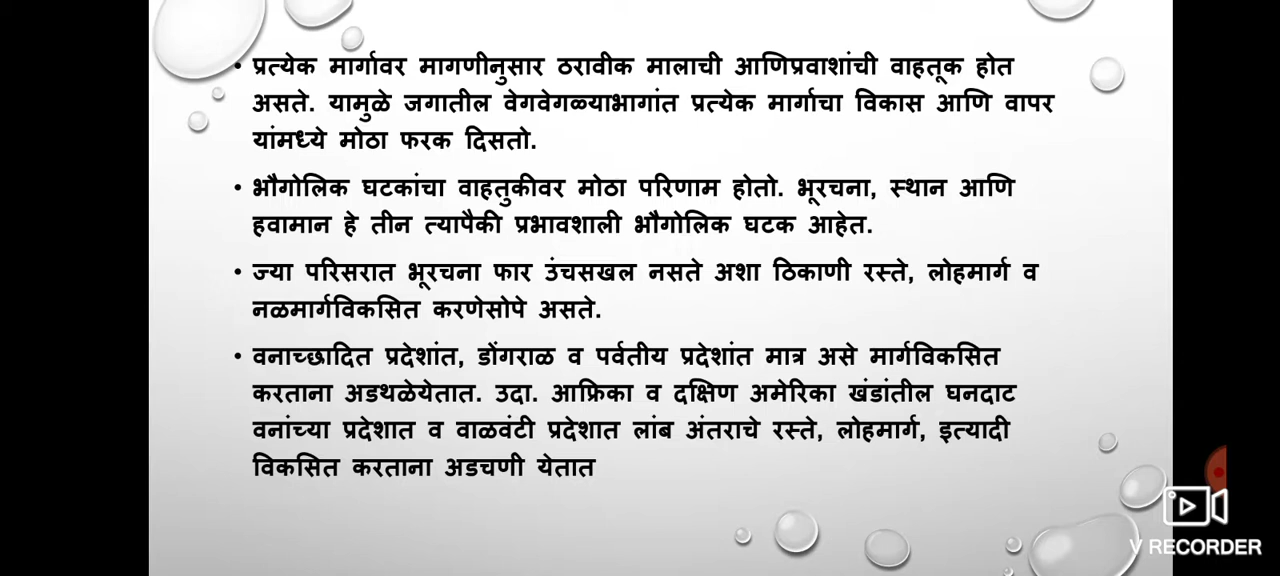 • प्रत्येक मार्गावर मागणीनुसार ठरावीक मालाची आणिप्रवाशांची वाहतूक होत
असते. यामुळे जगातील वेगवेगळ्याभागांत प्रत्येक मार्गाचा विकास आणि वापर
यांमध्ये मोठा फरक दिसतो.
• भौगोलिक घटकांचा वाहतुकीवर मोठा परिणाम होतो. भूरचना, स्थान आणि
हवामान हे तीन त्यापैकी प्रभावशाली भौगोलिक घटक आहेत.
• ज्या परिसरात भूरचना फार उंचसखल नसते अशा ठिकाणी रस्ते, लोहमार्ग व
नळमार्गविकसित करणेसोपे असते.
• वनाच्छादित प्रदेशांत, डोंगराळ व पर्वतीय प्रदेशांत मात्र असे मार्गविकसित
करताना अडथळेयेतात. उदा. आफ्रिका व दक्षिण अमेरिका खंडांतील घनदाट
वनांच्या प्रदेशात व वाळवंटी प्रदेशात लांब अंतराचे रस्ते, लोहमार्ग, इत्यादी
विकसित करताना अडचणी येतात
V RECORDER